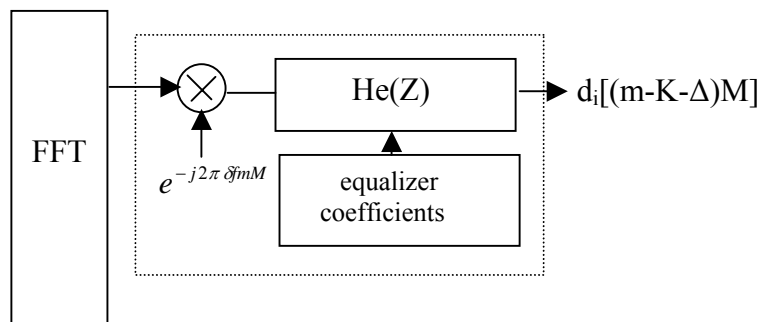 FFT
He(Z)
dᵢ[(m-K-Δ)M]
e^{-j2π δfmM}
equalizer
coefficients